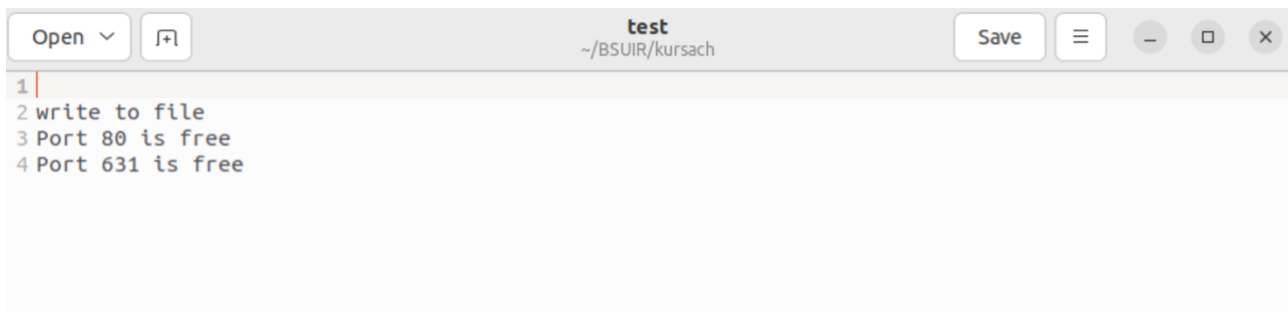 Open
test
~/BSUIR/kursach
Save
1
2 write to file
3 Port 80 is free
4 Port 631 is free